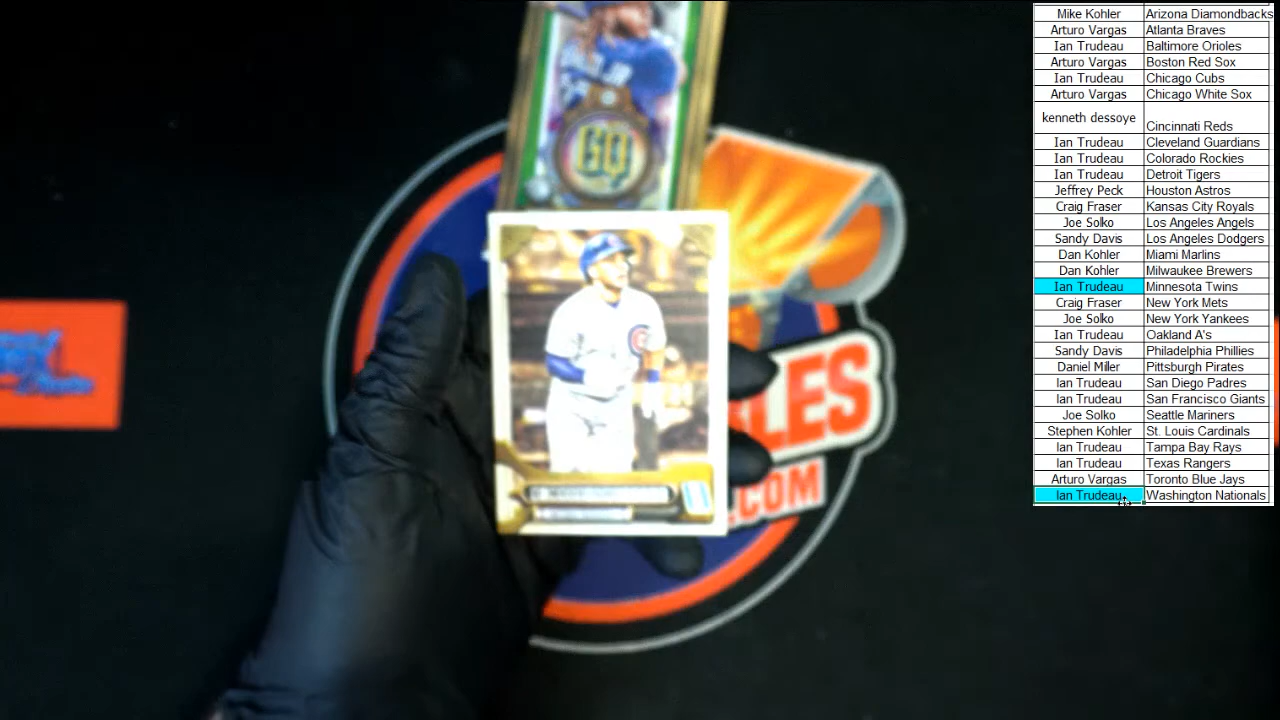 Mike Kohler Arizona Diamondbacks
Arturo Vargas Atlanta Braves
Ian Trudeau Baltimore Orioles
Arturo Vargas Boston Red Sox
Ian Trudeau Chicago Cubs
Arturo Vargas Chicago White Sox
kenneth dessoye Cincinnati Reds
Ian Trudeau Cleveland Guardians
Ian Trudeau Colorado Rockies
Ian Trudeau Detroit Tigers
Jeffrey Peck Houston Astros
Craig Fraser Kansas City Royals
Joe Solko Los Angeles Angels
Sandy Davis Los Angeles Dodgers
Dan Kohler Miami Marlins
Dan Kohler Milwaukee Brewers
Ian Trudeau Minnesota Twins
Craig Fraser New York Mets
Joe Solko New York Yankees
Ian Trudeau Oakland A's
Sandy Davis Philadelphia Phillies
Daniel Miller Pittsburgh Pirates
Ian Trudeau San Diego Padres
Ian Trudeau San Francisco Giants
Joe Solko Seattle Mariners
Stephen Kohler St. Louis Cardinals
Ian Trudeau Tampa Bay Rays
Ian Trudeau Texas Rangers
Arturo Vargas Toronto Blue Jays
Ian Trudeau Washington Nationals
GQ
C
LES
.COM